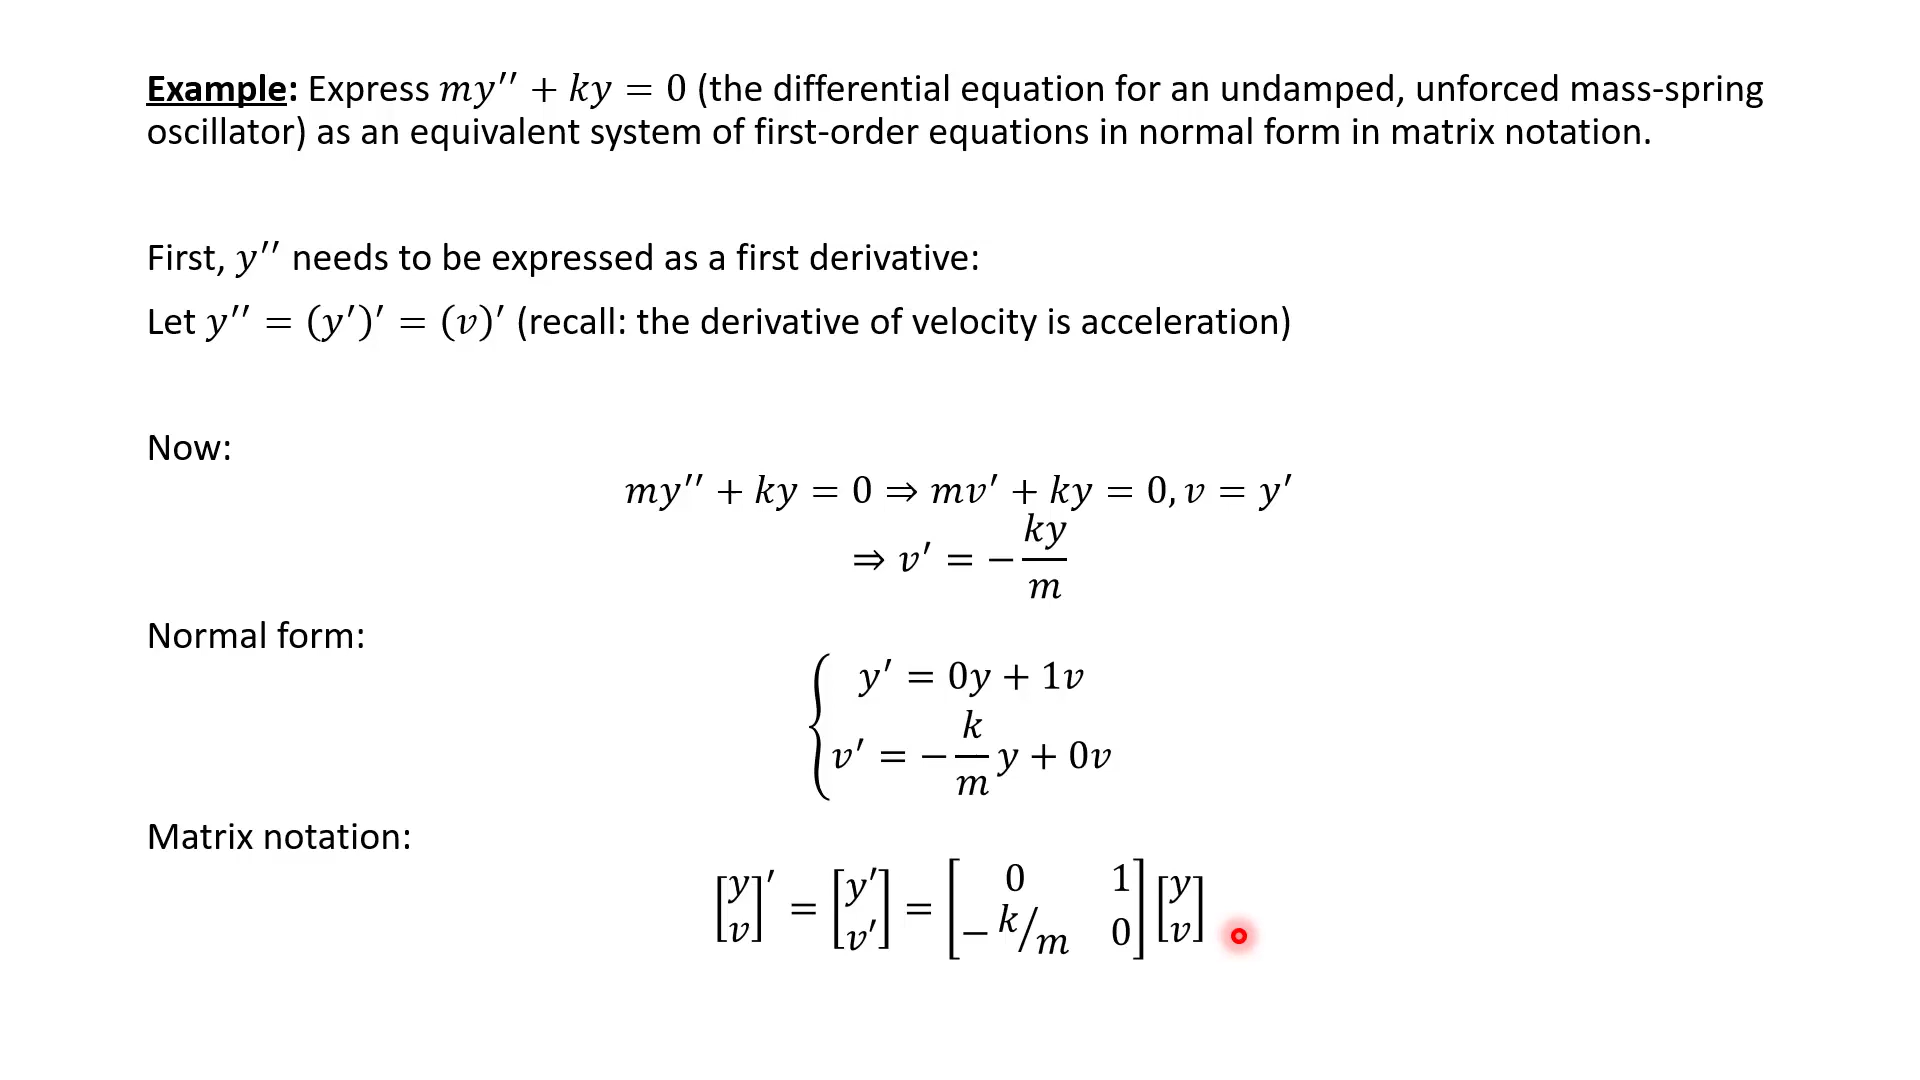 Example: Express my′′ + ky = 0 (the differential equation for an undamped, unforced mass-spring
oscillator) as an equivalent system of first-order equations in normal form in matrix notation.
First, y′′ needs to be expressed as a first derivative:
Let y′′ = (y′)′ = (v)′ (recall: the derivative of velocity is acceleration)
Now:
my′′ + ky = 0 ⇒ mv′ + ky = 0, v = y′
⇒ v′ = −ky/m
Normal form:
{ y′ = 0y + 1v
v′ = −k/m y + 0v
Matrix notation:
[y v]′ = [y′ v′] = [0 1 −k/m 0] [y v]